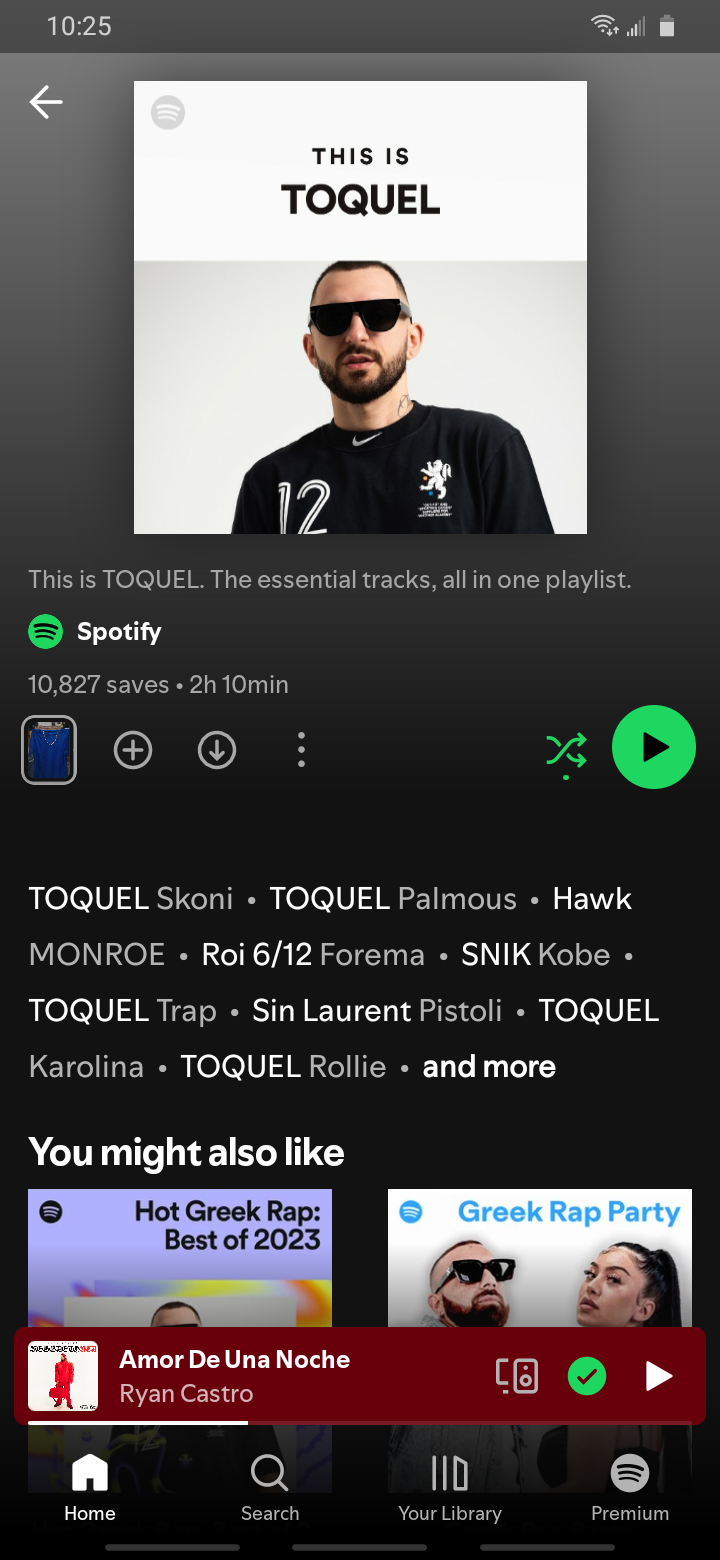 10:25
THIS IS
TOQUEL
12
This is TOQUEL. The essential tracks, all in one playlist.
Spotify
10,827 saves • 2h 10min
TOQUEL Skoni • TOQUEL Palmous • Hawk
MONROE • Roi 6/12 Forema • SNIK Kobe •
TOQUEL Trap • Sin Laurent Pistoli • TOQUEL
Karolina • TOQUEL Rollie • and more
You might also like
Hot Greek Rap:
Best of 2023
Greek Rap Party
Amor De Una Noche
Ryan Castro
Home
Search
Your Library
Premium